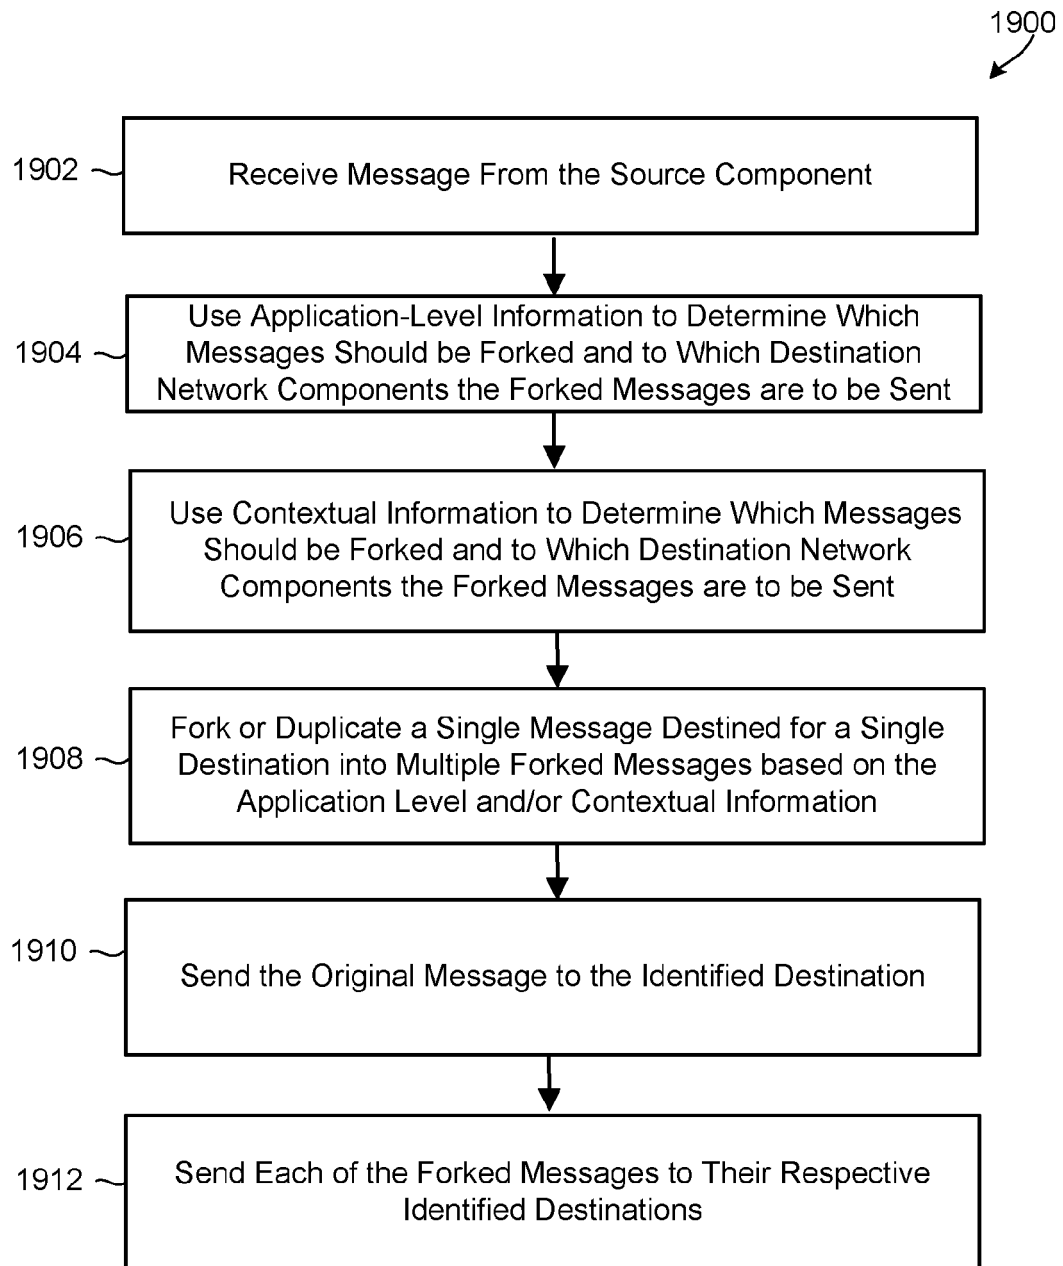 1900
1902
Receive Message From the Source Component
1904
Use Application-Level Information to Determine Which
Messages Should be Forked and to Which Destination
Network Components the Forked Messages are to be Sent
1906
Use Contextual Information to Determine Which Messages
Should be Forked and to Which Destination Network
Components the Forked Messages are to be Sent
1908
Fork or Duplicate a Single Message Destined for a Single
Destination into Multiple Forked Messages based on the
Application Level and/or Contextual Information
1910
Send the Original Message to the Identified Destination
1912
Send Each of the Forked Messages to Their Respective
Identified Destinations